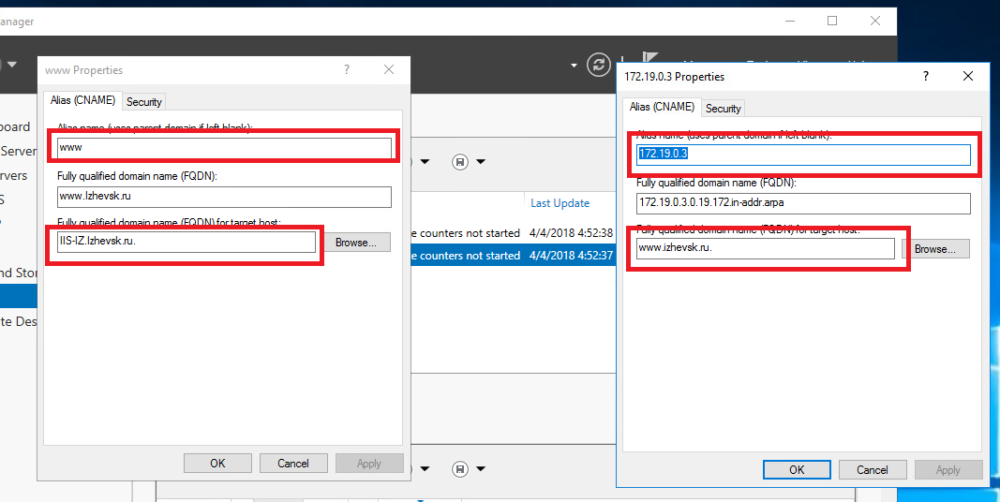 anager
www Properties
?
Alias (CNAME)
Security
Alias name (uses parent domain if left blank):
www
Fully qualified domain name (FQDN):
www.Izhevsk.ru
Fully qualified domain name (FQDN) for target host:
IIS-IZ.Izhevsk.ru.
Browse...
OK
Cancel
Apply
board
Server
rvers
S
nd Stor
te Des
Last Update
e counters not started 4/4/2018 4:52:38
e counters not started 4/4/2018 4:52:37
172.19.0.3 Properties
?
Alias (CNAME)
Security
Alias name (uses parent domain if left blank):
172.19.0.3
Fully qualified domain name (FQDN):
172.19.0.3.0.19.172.in-addr.arpa
Fully qualified domain name (FQDN) for target host:
www.izhevsk.ru.
Browse...
OK
Cancel
Apply